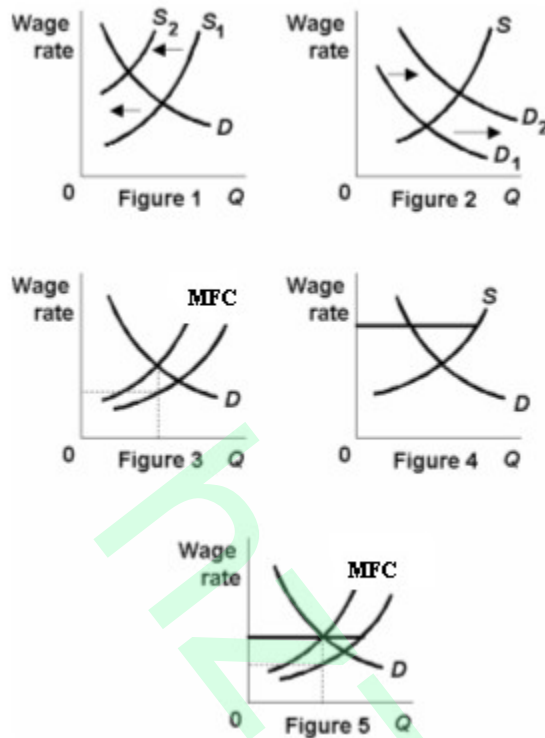 Wage rate
S2
S1
D
0
Figure 1
Q
Wage rate
S
D2
D1
0
Figure 2
Q
Wage rate
MFC
D
0
Figure 3
Q
Wage rate
S
D
0
Figure 4
Q
Wage rate
MFC
D
0
Figure 5
Q